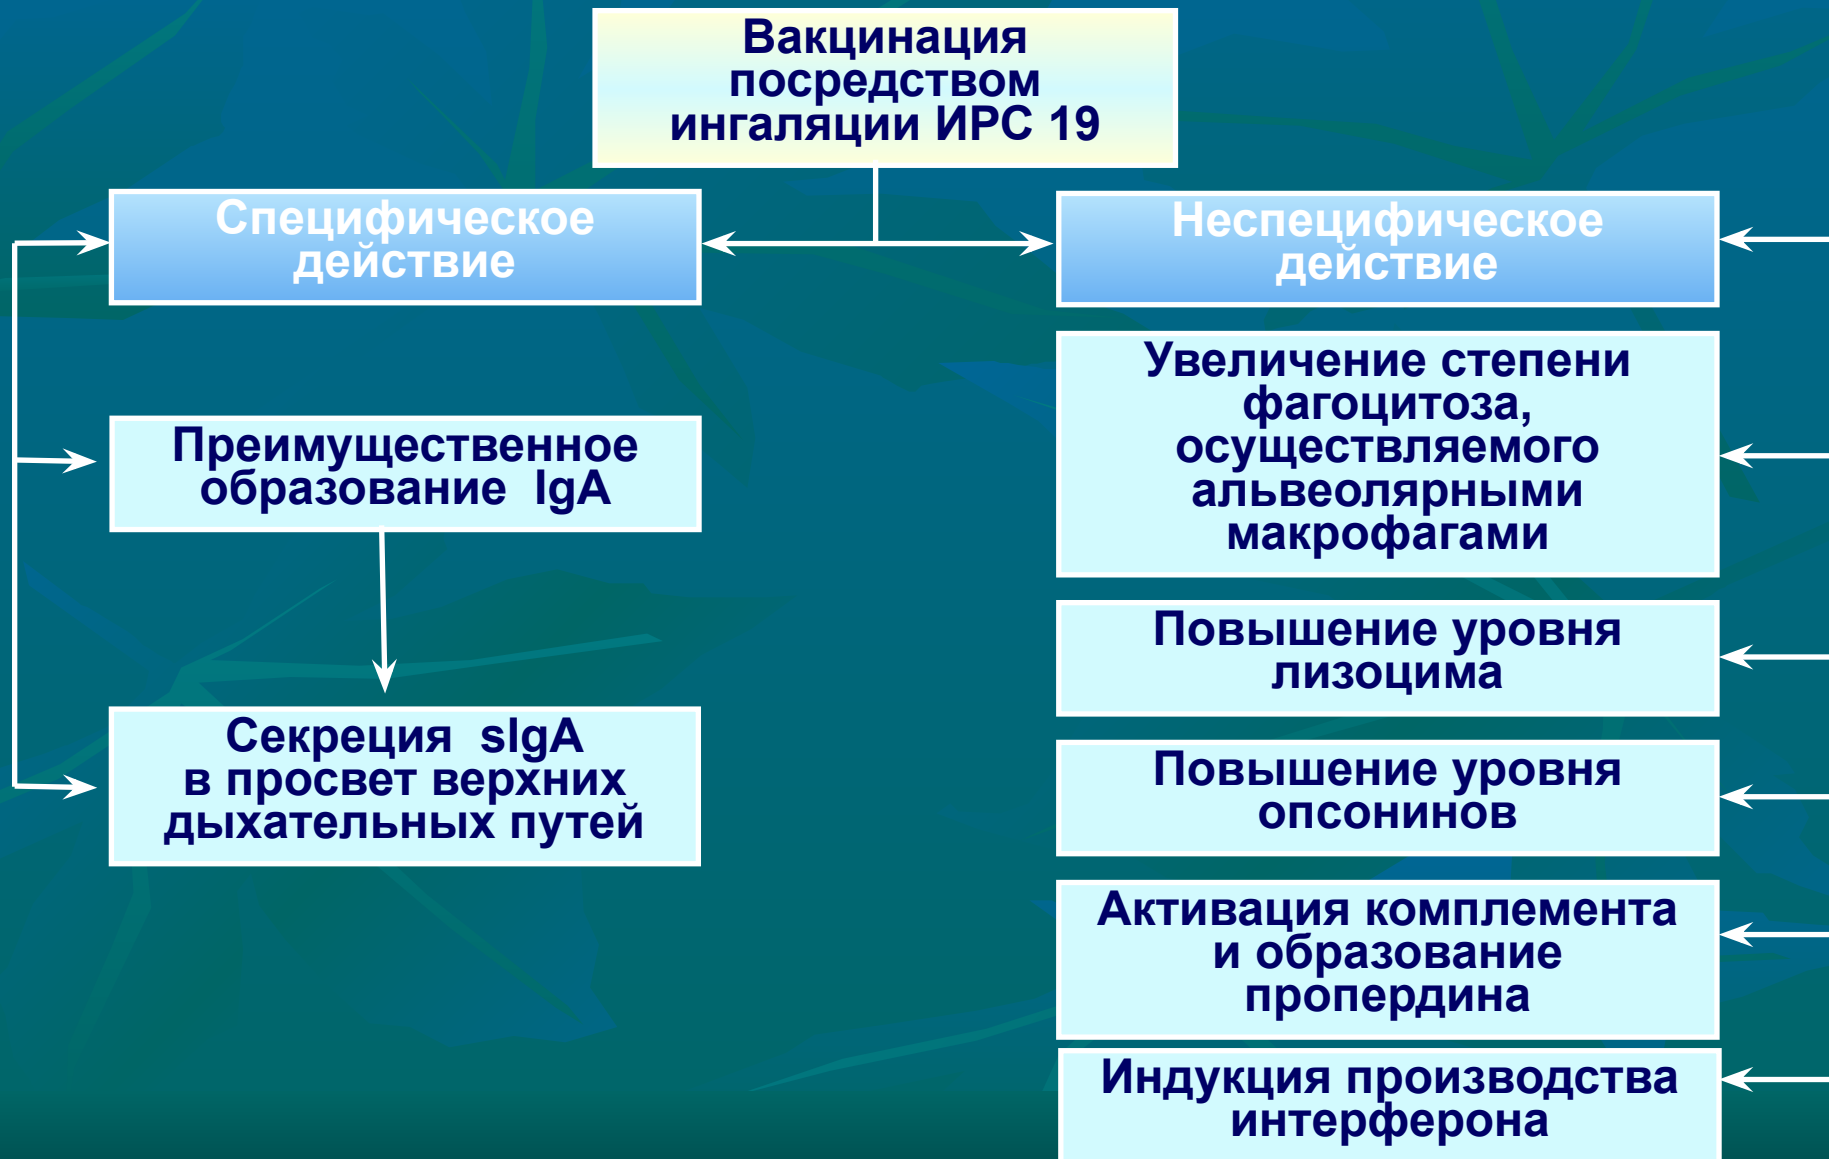 Вакцинация
посредством
ингаляции ИРС 19
Специфическое
действие
Преимущественное
образование IgA
Секреция sIgA
в просвет верхних
дыхательных путей
Неспецифическое
действие
Увеличение степени
фагоцитоза,
осуществляемого
альвеолярными
макрофагами
Повышение уровня
лизоцима
Повышение уровня
опсонинов
Активация комплемента
и образование
пропердина
Индукция производства
интерферона